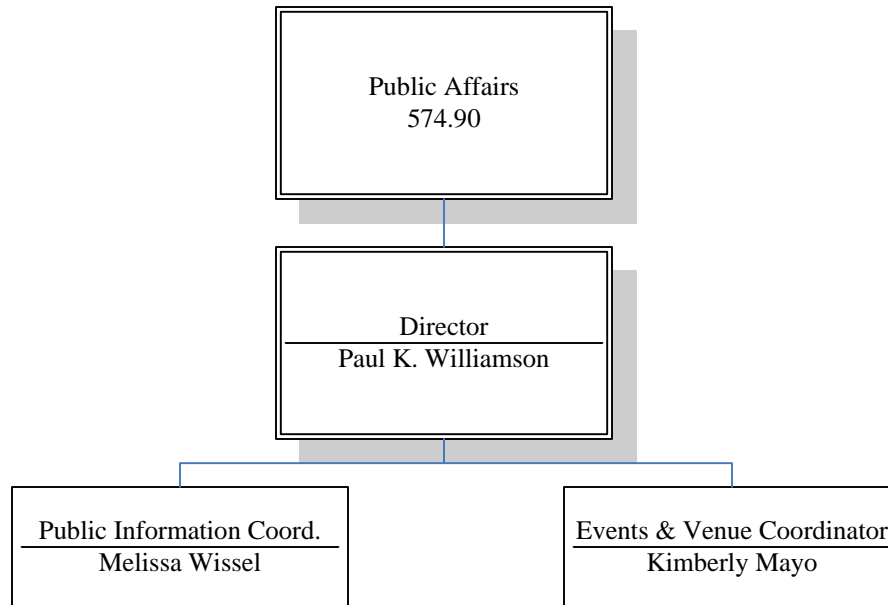 Public Affairs
574.90
Director
Paul K. Williamson
Public Information Coord.
Melissa Wissel
Events & Venue Coordinator
Kimberly Mayo